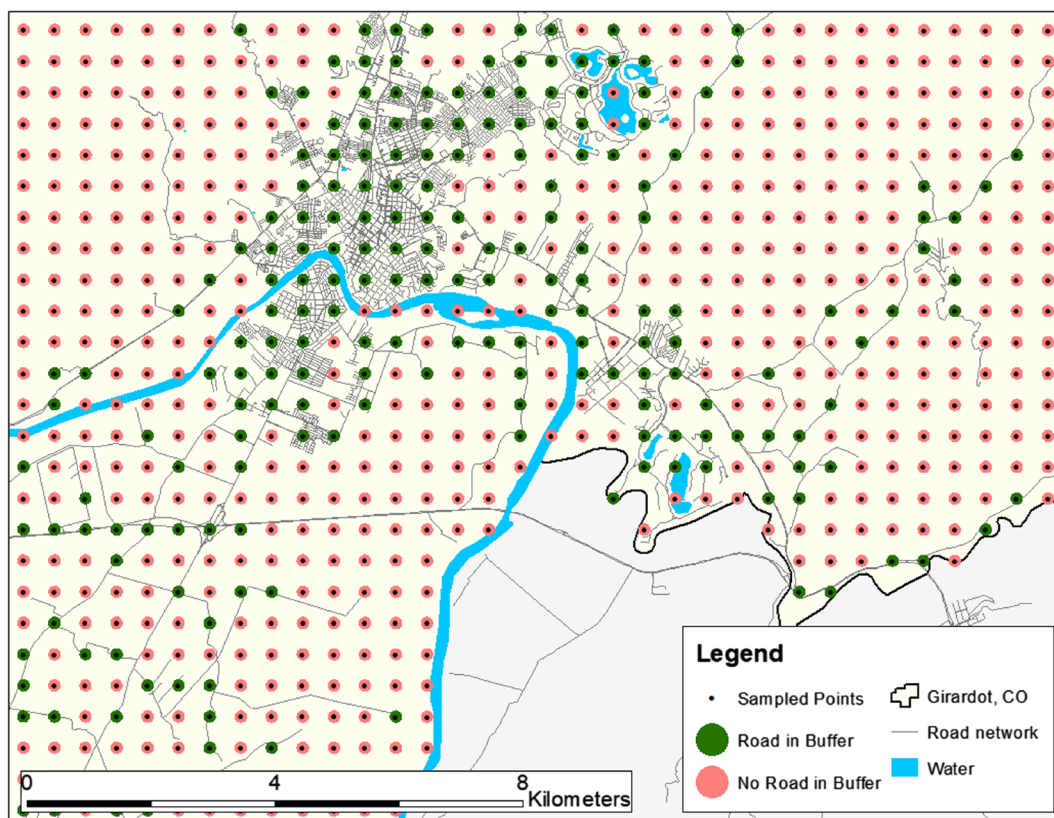 0 4 8
Kilometers
Legend
Sampled Points
Road in Buffer
No Road in Buffer
Girardot, CO
Road network
Water